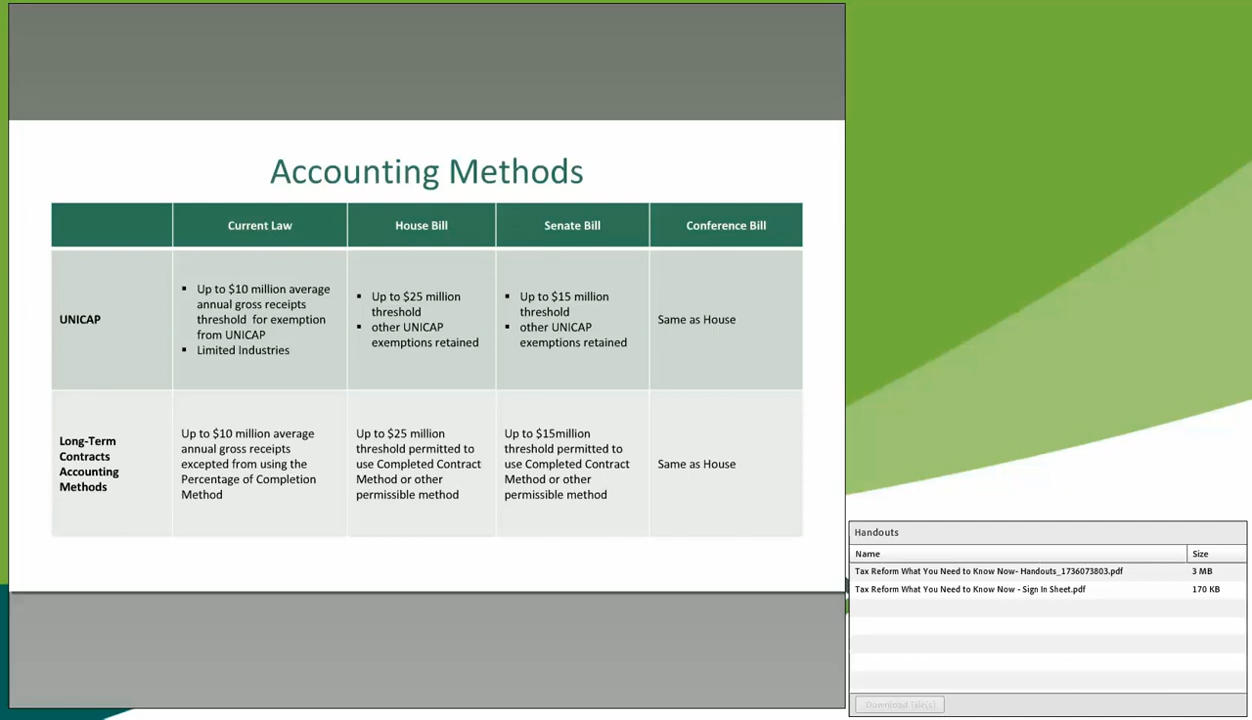 Accounting Methods
Current Law
House Bill
Senate Bill
Conference Bill
UNICAP
▪ Up to $10 million average
annual gross receipts
threshold for exemption
from UNICAP
▪ Limited Industries
▪ Up to $25 million
threshold
▪ other UNICAP
exemptions retained
▪ Up to $15 million
threshold
▪ other UNICAP
exemptions retained
Same as House
Long-Term
Contracts
Accounting
Methods
Up to $10 million average
annual gross receipts
excepted from using the
Percentage of Completion
Method
Up to $25 million
threshold permitted to
use Completed Contract
Method or other
permissible method
Up to $15million
threshold permitted to
use Completed Contract
Method or other
permissible method
Same as House
Handouts
Name
Size
Tax Reform What You Need to Know Now- Handouts_1736073803.pdf
3 MB
Tax Reform What You Need to Know Now - Sign In Sheet.pdf
170 KB
Download File(s)